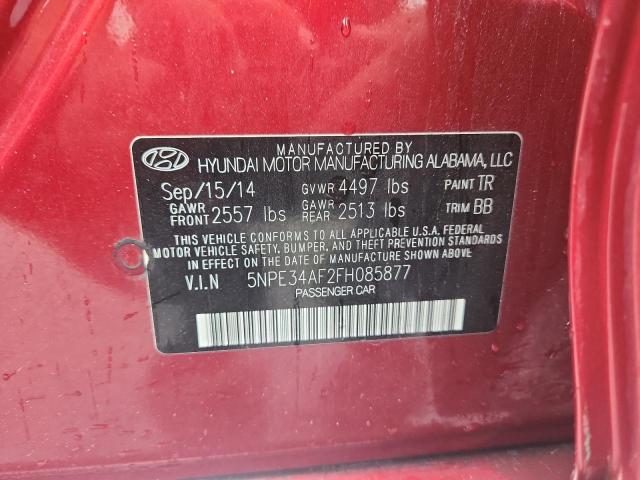 MANUFACTURED BY
HYUNDAI MOTOR MANUFACTURING ALABAMA, LLC
Sep/15/14 GVWR 4497 lbs PAINT TR
GAWR FRONT 2557 lbs GAWR REAR 2513 lbs TRIM BB
THIS VEHICLE CONFORMS TO ALL APPLICABLE U.S.A. FEDERAL
MOTOR VEHICLE SAFETY, BUMPER, AND THEFT PREVENTION STANDARDS
IN EFFECT ON THE DATE OF MANUFACTURE SHOWN ABOVE.
V.I.N 5NPE34AF2FH085877
PASSENGER CAR